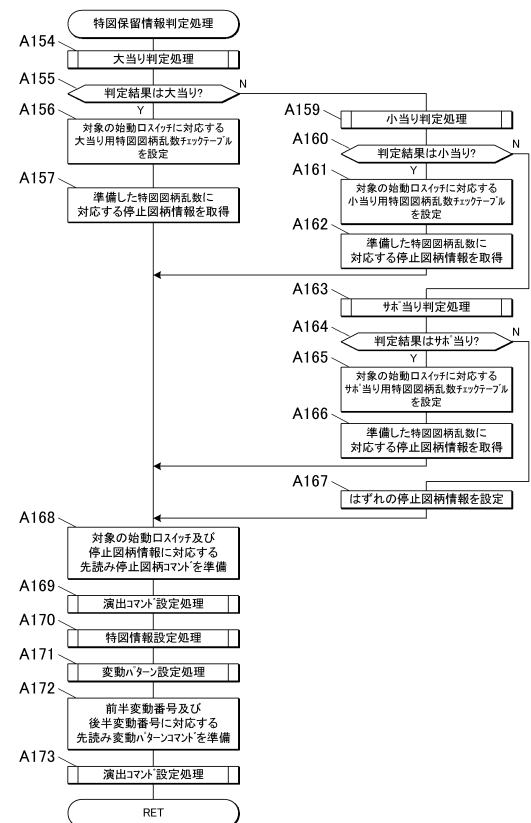 特図保留情報判定処理
A154
大当り判定処理
A155
判定結果は大当り?
N
Y
A156
対象の始動口スイッチに対応する
大当り用特図図柄乱数チェックテーブル
を設定
A157
準備した特図図柄乱数に
対応する停止図柄情報を取得
A159
小当り判定処理
A160
判定結果は小当り?
N
Y
A161
対象の始動口スイッチに対応する
小当り用特図図柄乱数チェックテーブル
を設定
A162
準備した特図図柄乱数に
対応する停止図柄情報を取得
A163
サポ当り判定処理
A164
判定結果はサポ当り?
N
Y
A165
対象の始動口スイッチに対応する
サポ当り用特図図柄乱数チェックテーブル
を設定
A166
準備した特図図柄乱数に
対応する停止図柄情報を取得
A167
はずれの停止図柄情報を設定
A168
対象の始動口スイッチ及び
停止図柄情報に対応する
先読み停止図柄コマンドを準備
A169
演出コマンド設定処理
A170
特図情報設定処理
A171
変動パターン設定処理
A172
前半変動番号及び
後半変動番号に対応する
先読み変動パターンコマンドを準備
A173
演出コマンド設定処理
RET